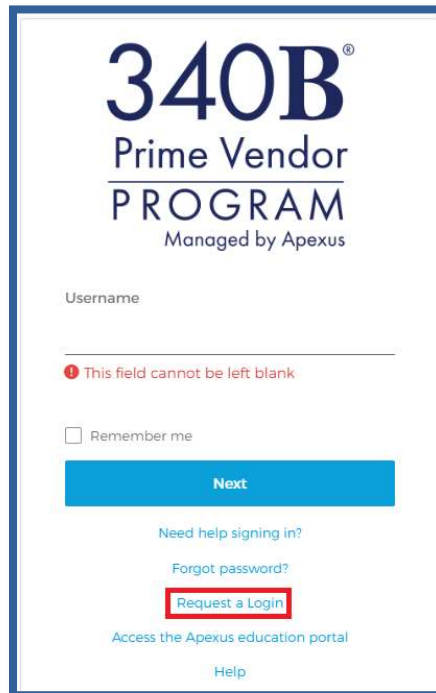 340B®
Prime Vendor
PROGRAM
Managed by Apexus
Username
This field cannot be left blank
Remember me
Next
Need help signing in?
Forgot password?
Request a Login
Access the Apexus education portal
Help